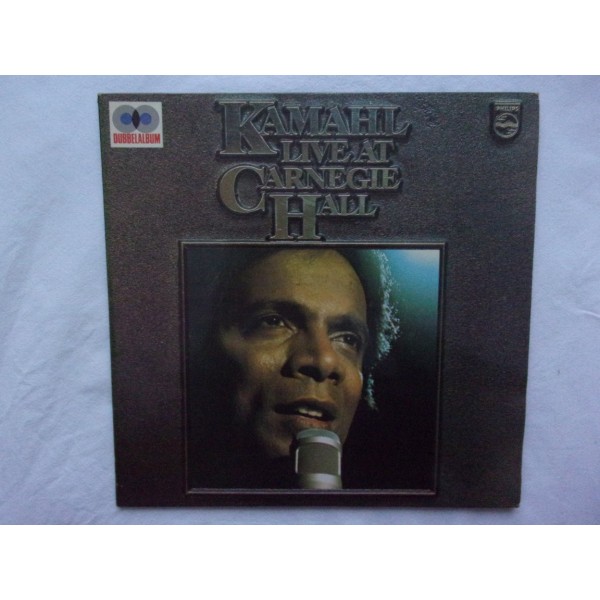 KAMAHL
LIVE AT
CARNEGIE
HALL
DUBBELALBUM
PHILIPS